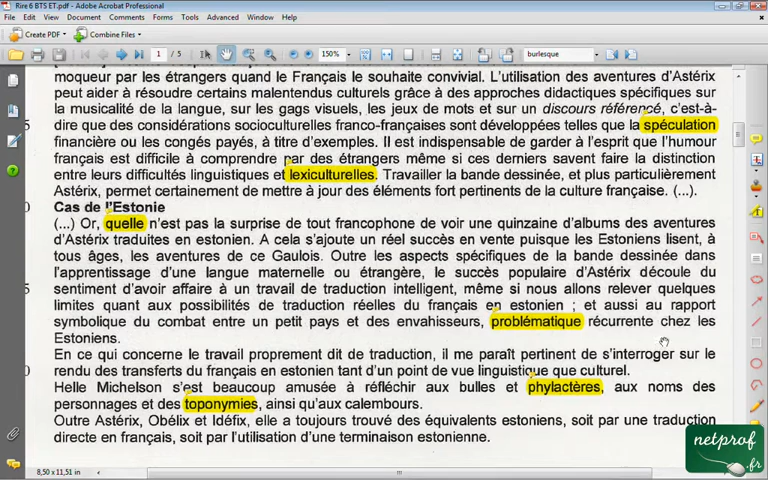 Rire 6 BTS ET.pdf - Adobe Acrobat Professional
File Edit View Document Comments Forms Tools Advanced Window Help
Create PDF Combine Files
1 / 5 150% burlesque
moqueur par les étrangers quand le Français le souhaite convivial. L'utilisation des aventures d'Astérix
peut aider à résoudre certains malentendus culturels grâce à des approches didactiques spécifiques sur
la musicalité de la langue, sur les gags visuels, les jeux de mots et sur un discours référencé, c'est-à-
dire que des considérations socioculturelles franco-françaises sont développées telles que la spéculation
financière ou les congés payés, à titre d'exemples. Il est indispensable de garder à l'esprit que l'humour
français est difficile à comprendre par des étrangers même si ces derniers savent faire la distinction
entre leurs difficultés linguistiques et lexiculturelles. Travailler la bande dessinée, et plus particulièrement
Astérix, permet certainement de mettre à jour des éléments fort pertinents de la culture française. (...).
Cas de l'Estonie
(...) Or, quelle n'est pas la surprise de tout francophone de voir une quinzaine d'albums des aventures
d'Astérix traduites en estonien. A cela s'ajoute un réel succès en vente puisque les Estoniens lisent, à
tous âges, les aventures de ce Gaulois. Outre les aspects spécifiques de la bande dessinée dans
l'apprentissage d'une langue maternelle ou étrangère, le succès populaire d'Astérix découle du
sentiment d'avoir affaire à un travail de traduction intelligent, même si nous allons relever quelques
limites quant aux possibilités de traduction réelles du français en estonien ; et aussi au rapport
symbolique du combat entre un petit pays et des envahisseurs, problématique récurrente chez les
Estoniens.
En ce qui concerne le travail proprement dit de traduction, il me paraît pertinent de s'interroger sur le
rendu des transferts du français en estonien tant d'un point de vue linguistique que culturel.
Helle Michelson s'est beaucoup amusée à réfléchir aux bulles et phylactères, aux noms des
personnages et des toponymies, ainsi qu'aux calembours.
Outre Astérix, Obélix et Idéfix, elle a toujours trouvé des équivalents estoniens, soit par une traduction
directe en français, soit par l'utilisation d'une terminaison estonienne.
8,50 x 11,51 in
netprof
.fr